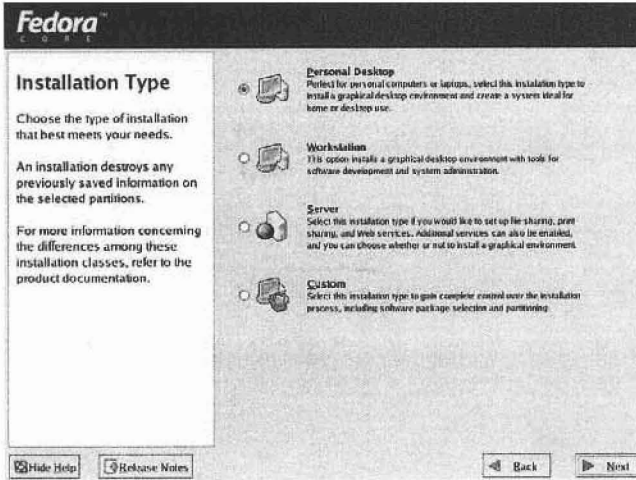 Fedora™
CORE
Installation Type
Choose the type of installation
that best meets your needs.
An installation destroys any
previously saved information on
the selected partitions.
For more information concerning
the differences among these
installation classes, refer to the
product documentation.
Personal Desktop
Perfect for personal computers or laptops, select this installation type to
install a graphical desktop environment and create a system ideal for
home or desktop use.
Workstation
This option installs a graphical desktop environment with tools for
software development and system administration.
Server
Select this installation type if you would like to set up file sharing, print
sharing, and Web services. Additional services can also be enabled,
and you can choose whether or not to install a graphical environment.
Custom
Select this installation type to gain complete control over the installation
process, including software package selection and partitioning.
Hide Help
Release Notes
Back
Next